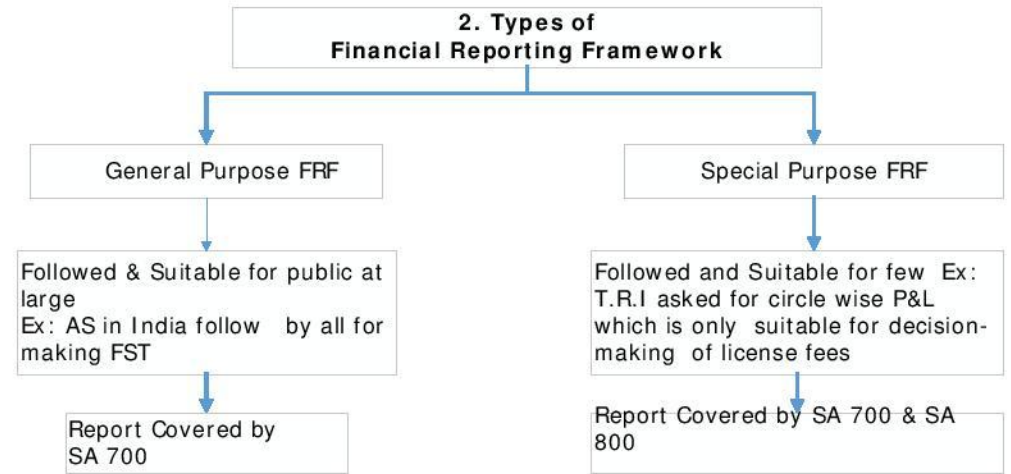 2. Types of
Financial Reporting Framework
General Purpose FRF
Special Purpose FRF
Followed & Suitable for public at
large
Ex: AS in India follow by all for
making FST
Followed and Suitable for few Ex:
T.R.I asked for circle wise P&L
which is only suitable for decision-
making of license fees
Report Covered by
SA 700
Report Covered by SA 700 & SA
800